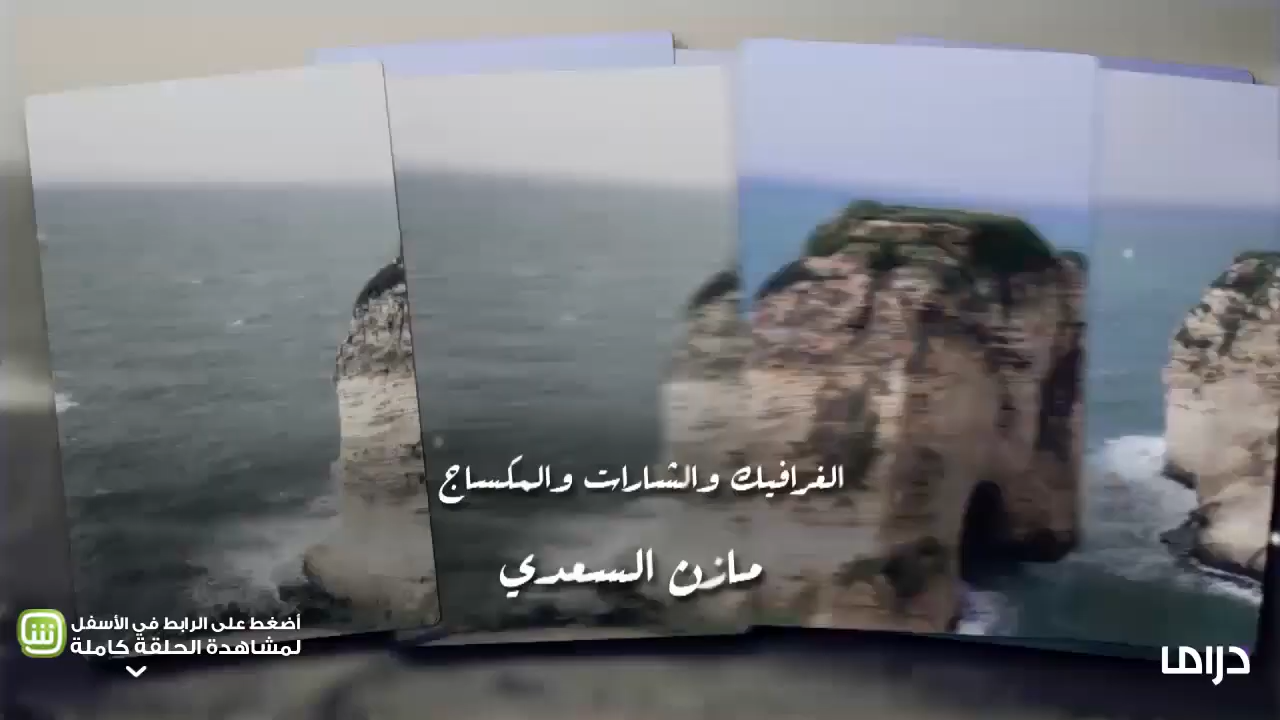 الغرافيك والشارات والمكساج
مازن السعدي
أضغط على الرابط في الأسفل
لمشاهدة الحلقة كاملة
دراما